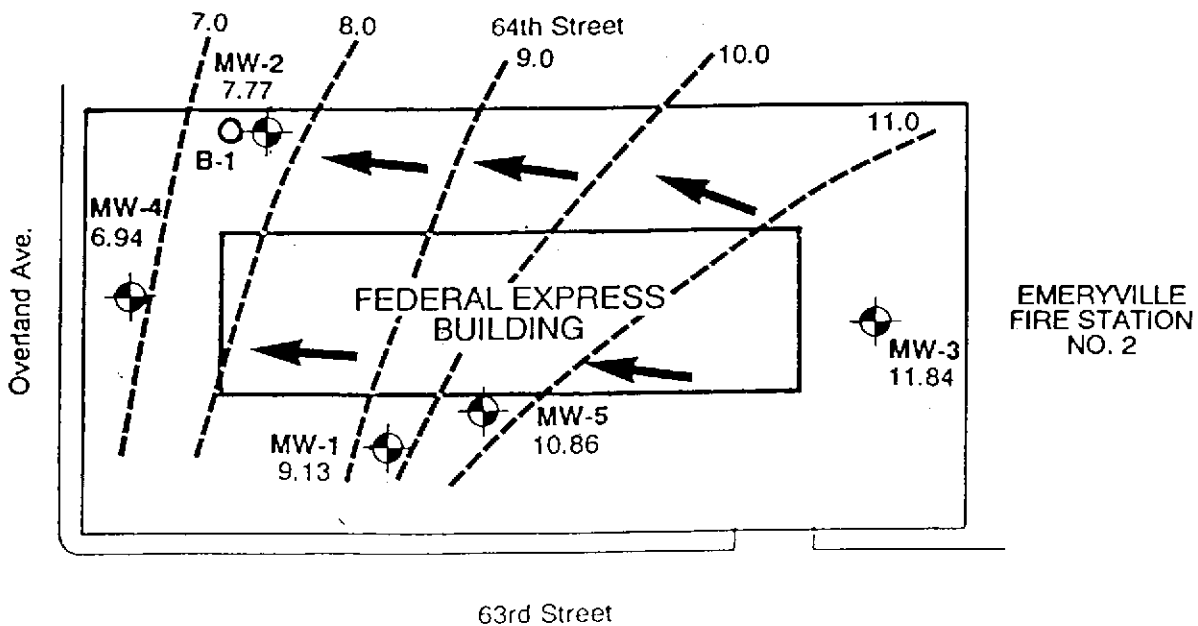 7.0
8.0
64th Street
9.0
10.0
MW-2
7.77
11.0
B-1
MW-4
6.94
Overland Ave.
FEDERAL EXPRESS
BUILDING
EMERYVILLE
FIRE STATION
NO. 2
MW-3
11.84
MW-5
10.86
MW-1
9.13
63rd Street